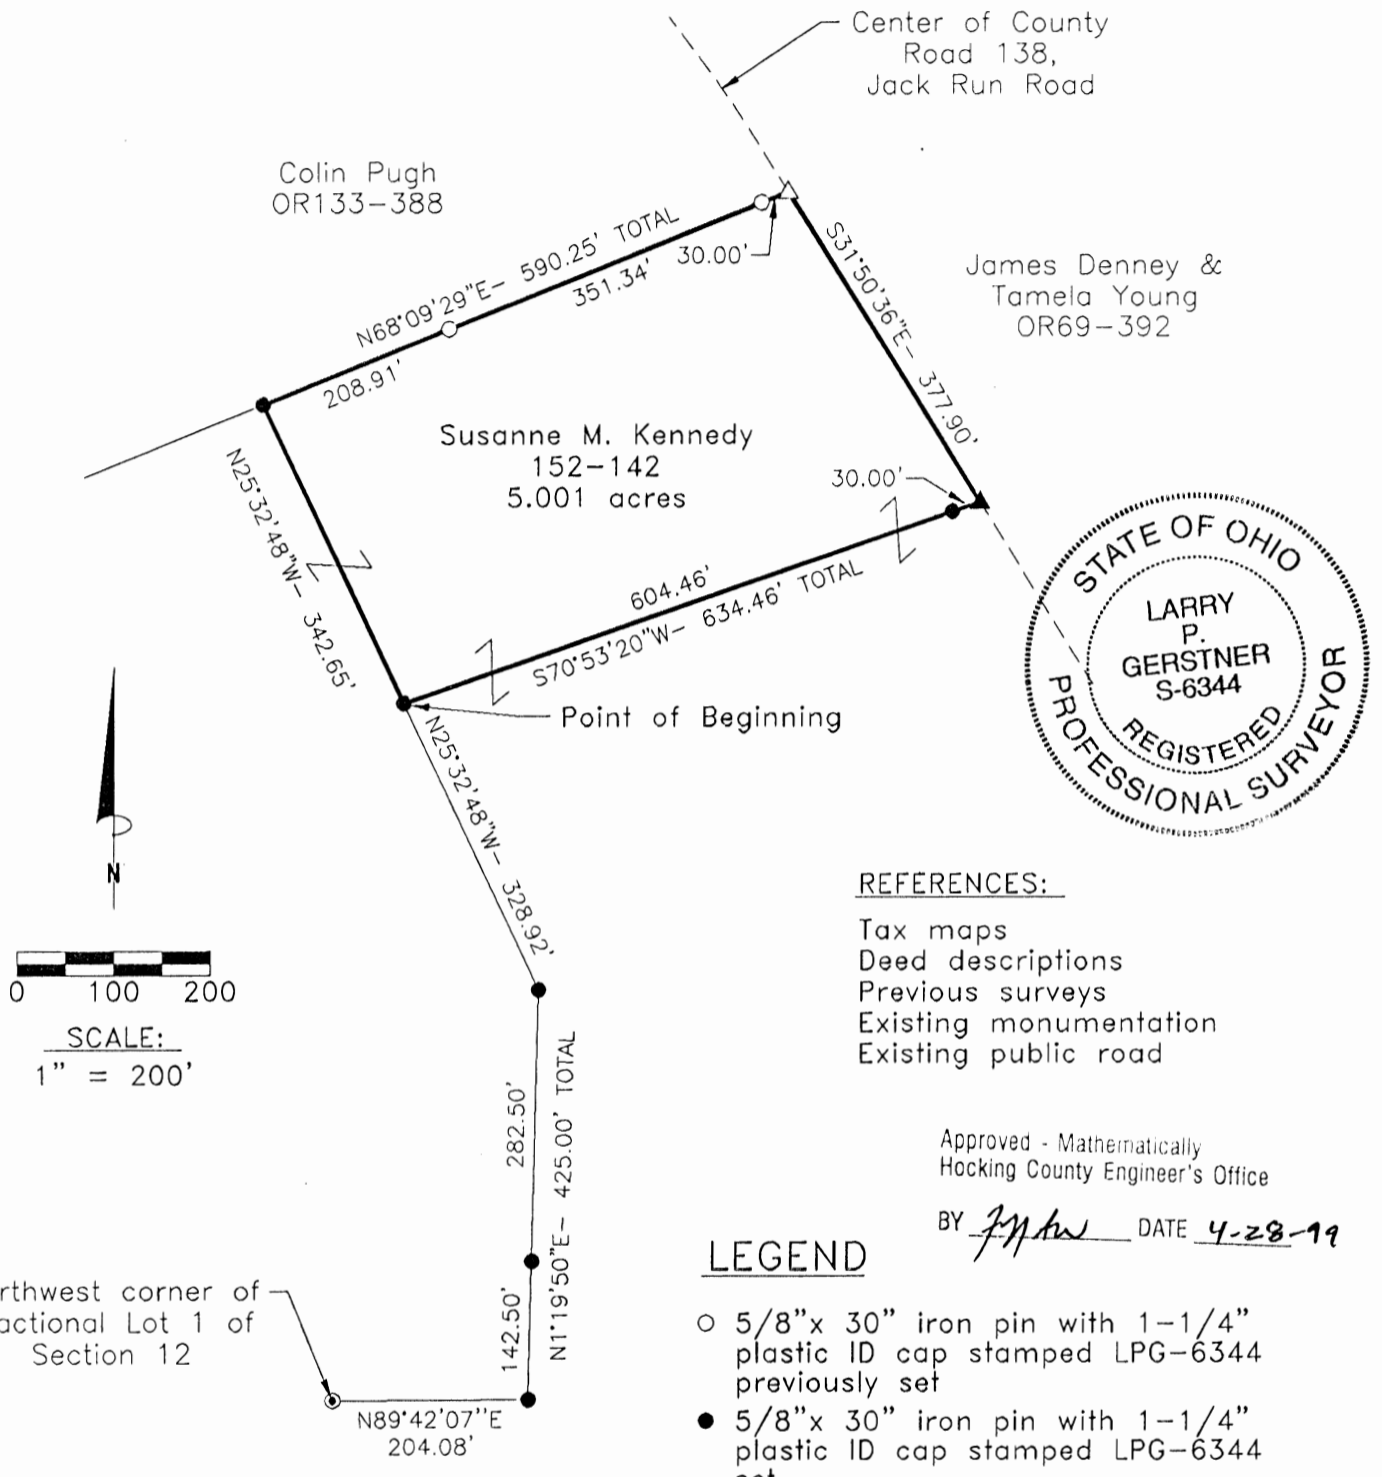 Center of County
Road 138,
Jack Run Road
Colin Pugh
OR133-388
N68°09'29"E- 590.25' TOTAL
351.34'
30.00'
208.91'
S31°50'36"E- 377.90'
James Denney &
Tamela Young
OR69-392
Susanne M. Kennedy
152-142
5.001 acres
30.00'
N25°32'48"W- 342.65'
604.46'
S70°53'20"W- 634.46' TOTAL
Point of Beginning
STATE OF OHIO
LARRY
P.
GERSTNER
S-6344
REGISTERED
PROFESSIONAL SURVEYOR
N25°32'48"W- 328.92'
N
0 100 200
SCALE:
1" = 200'
REFERENCES:
Tax maps
Deed descriptions
Previous surveys
Existing monumentation
Existing public road
282.50'
N1°19'50"E- 425.00' TOTAL
142.50'
Approved - Mathematically
Hocking County Engineer's Office
BY DATE 4-28-99
rthwest corner of
actional Lot 1 of
Section 12
N89°42'07"E
204.08'
LEGEND
5/8"x 30" iron pin with 1-1/4"
plastic ID cap stamped LPG-6344
previously set
5/8"x 30" iron pin with 1-1/4"
plastic ID cap stamped LPG-6344